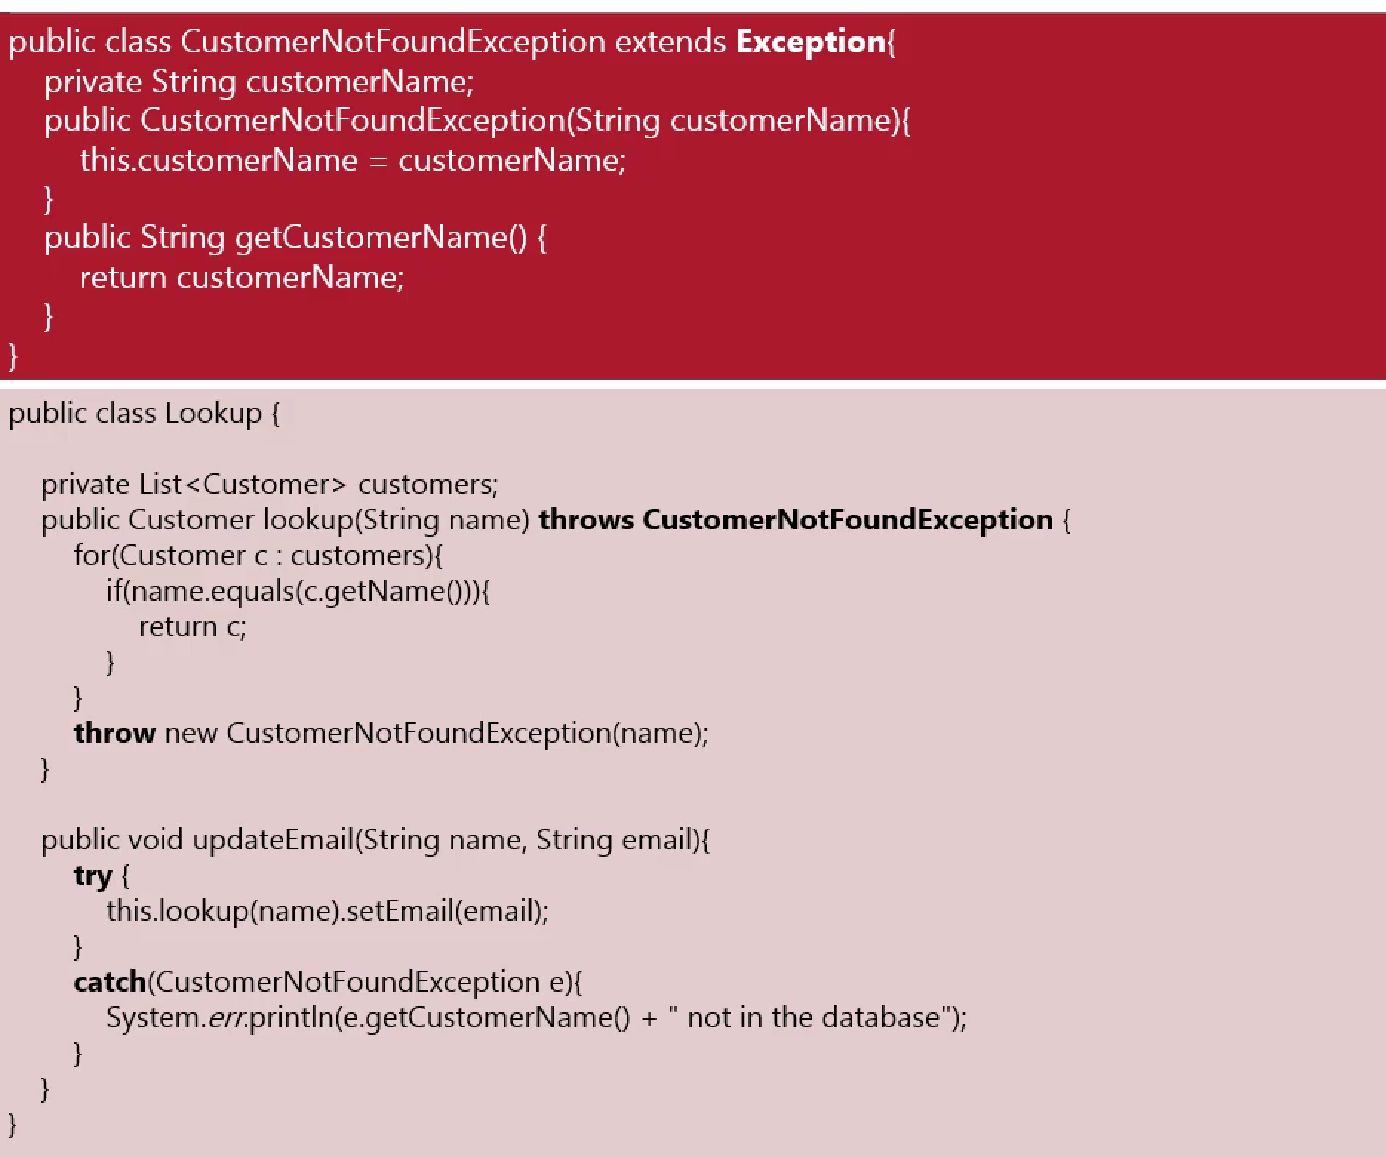 public class CustomerNotFoundException extends Exception{
private String customerName;
public CustomerNotFoundException(String customerName){
this.customerName = customerName;
}
public String getCustomerName() {
return customerName;
}
}
public class Lookup {
private List<Customer> customers;
public Customer lookup(String name) throws CustomerNotFoundException {
for(Customer c : customers){
if(name.equals(c.getName())){
return c;
}
}
throw new CustomerNotFoundException(name);
}
public void updateEmail(String name, String email){
try {
this.lookup(name).setEmail(email);
}
catch(CustomerNotFoundException e){
System.err.println(e.getCustomerName() + " not in the database");
}
}
}